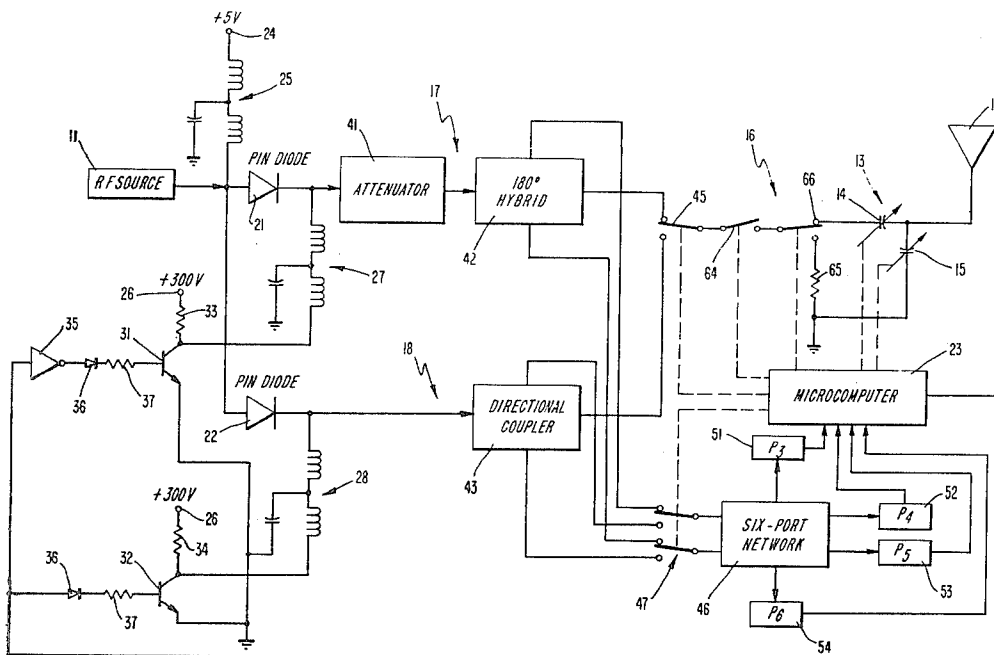 +5V
24
25
17
16
1
11
RF SOURCE
PIN DIODE
21
41
ATTENUATOR
180°
HYBRID
42
45
64
66
14
13
65
15
27
+300V
26
33
35
31
36
37
PIN DIODE
22
18
DIRECTIONAL
COUPLER
43
23
MICROCOMPUTER
51
P3
28
+300V
26
34
32
36
37
SIX-PORT
NETWORK
47
46
P4
52
P5
53
P6
54